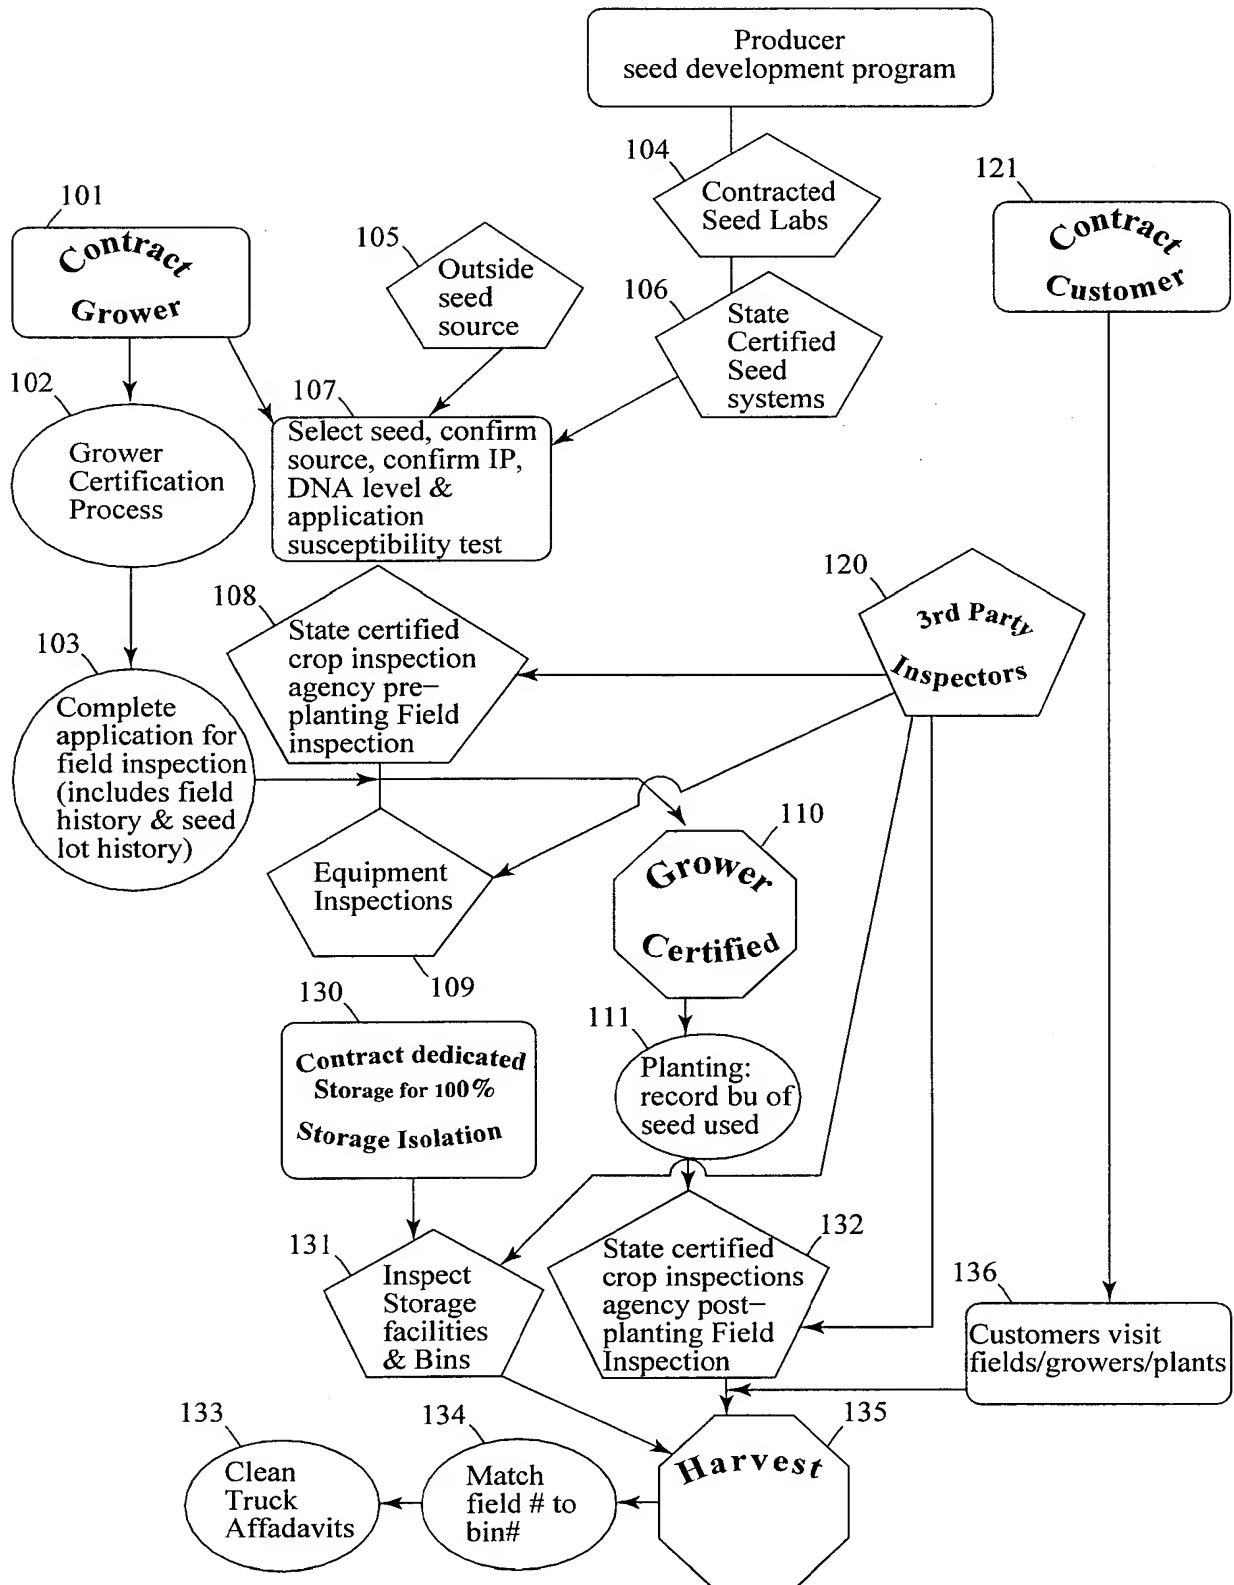 Producer
seed development program
104
Contracted
Seed Labs
121
Contract
Customer
101
Contract
Grower
105
Outside
seed
source
106
State
Certified
Seed
systems
102
Grower
Certification
Process
107
Select seed, confirm
source, confirm IP,
DNA level &
application
susceptibility test
108
State certified
crop inspection
agency pre-
planting Field
inspection
120
3rd Party
Inspectors
103
Complete
application for
field inspection
(includes field
history & seed
lot history)
Equipment
Inspections
109
110
Grower
Certified
130
Contract dedicated
Storage for 100%
Storage Isolation
111
Planting:
record bu of
seed used
131
Inspect
Storage
facilities
& Bins
132
State certified
crop inspections
agency post-
planting Field
Inspection
136
Customers visit
fields/growers/plants
133
Clean
Truck
Affadavits
134
Match
field # to
bin#
135
Harvest